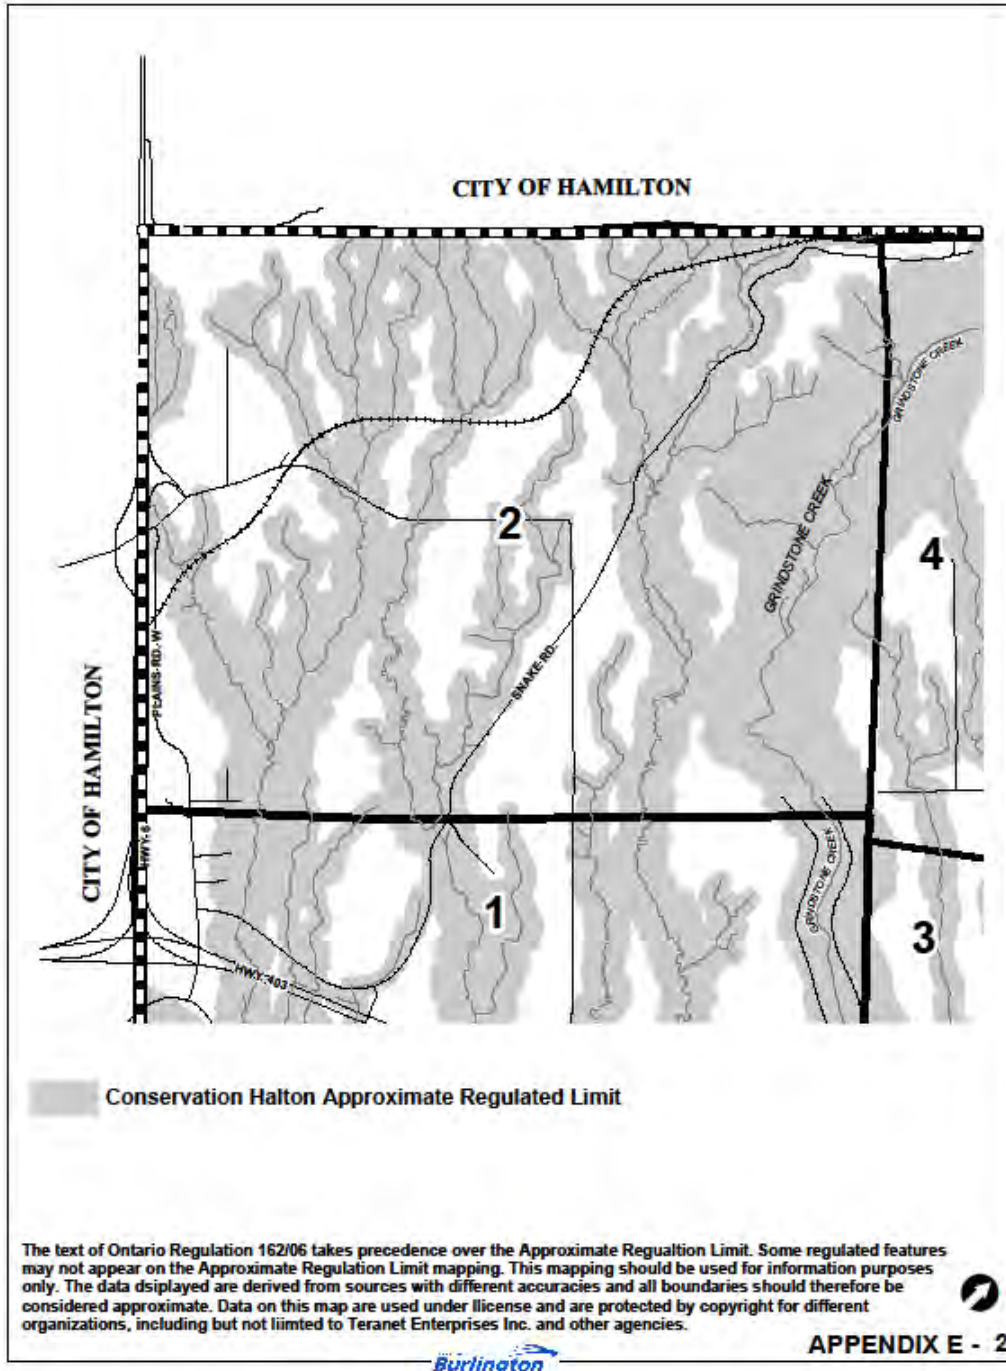 CITY OF HAMILTON
GRINDSTONE CREEK
GRINDSTONE CREEK
2
4
SNAKE RD.
PLAINS RD. W
CITY OF HAMILTON
HWY. 6
GRINDSTONE CREEK
1
3
HWY. 403
Conservation Halton Approximate Regulated Limit
The text of Ontario Regulation 162/06 takes precedence over the Approximate Regualtion Limit. Some regulated features
may not appear on the Approximate Regulation Limit mapping. This mapping should be used for information purposes
only. The data dsiplayed are derived from sources with different accuracies and all boundaries should therefore be
considered approximate. Data on this map are used under llicense and are protected by copyright for different
organizations, including but not liimted to Teranet Enterprises Inc. and other agencies.
APPENDIX E - 2
Burlington